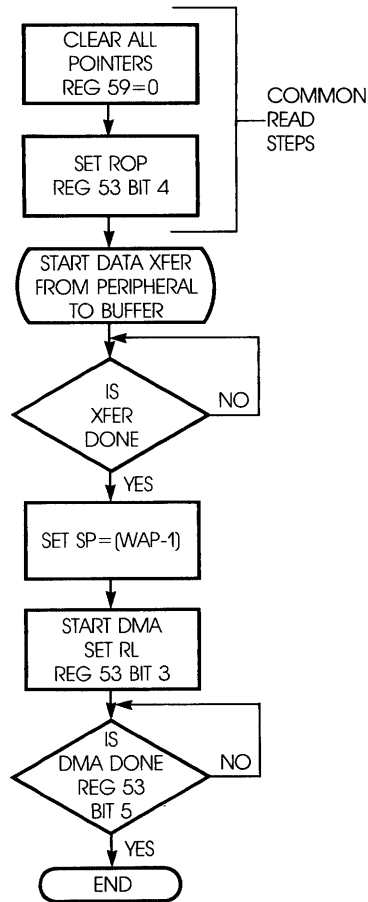 CLEAR ALL
POINTERS
REG 59=0
COMMON
READ
STEPS
SET ROP
REG 53 BIT 4
START DATA XFER
FROM PERIPHERAL
TO BUFFER
IS
XFER
DONE
NO
YES
SET SP=(WAP-1)
START DMA
SET RL
REG 53 BIT 3
IS
DMA DONE
REG 53
BIT 5
NO
YES
END